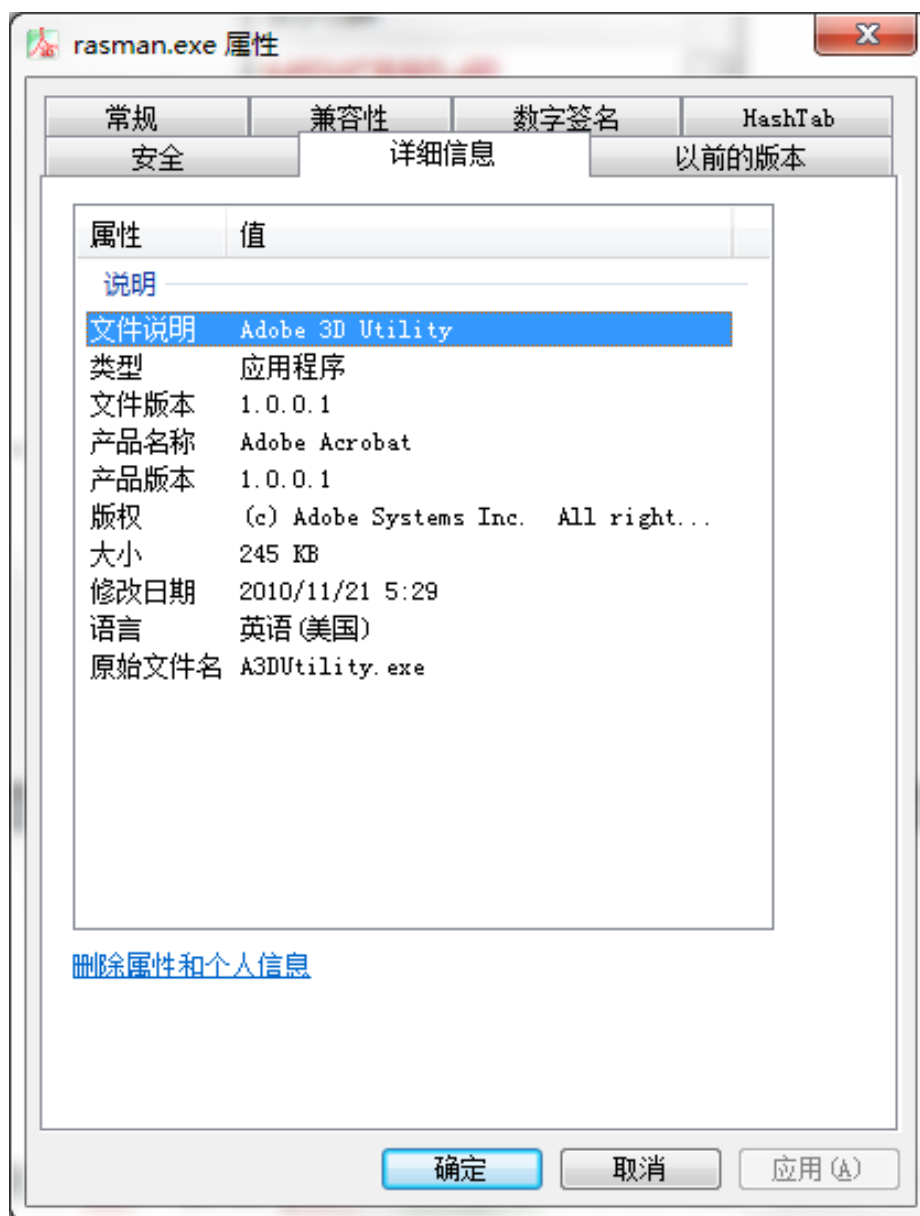 rasman.exe 属性
常规 兼容性 数字签名 HashTab
安全 详细信息 以前的版本
属性 值
说明
文件说明 Adobe 3D Utility
类型 应用程序
文件版本 1.0.0.1
产品名称 Adobe Acrobat
产品版本 1.0.0.1
版权 (c) Adobe Systems Inc. All right...
大小 245 KB
修改日期 2010/11/21 5:29
语言 英语(美国)
原始文件名 A3DUtility.exe
删除属性和个人信息
确定 取消 应用(A)